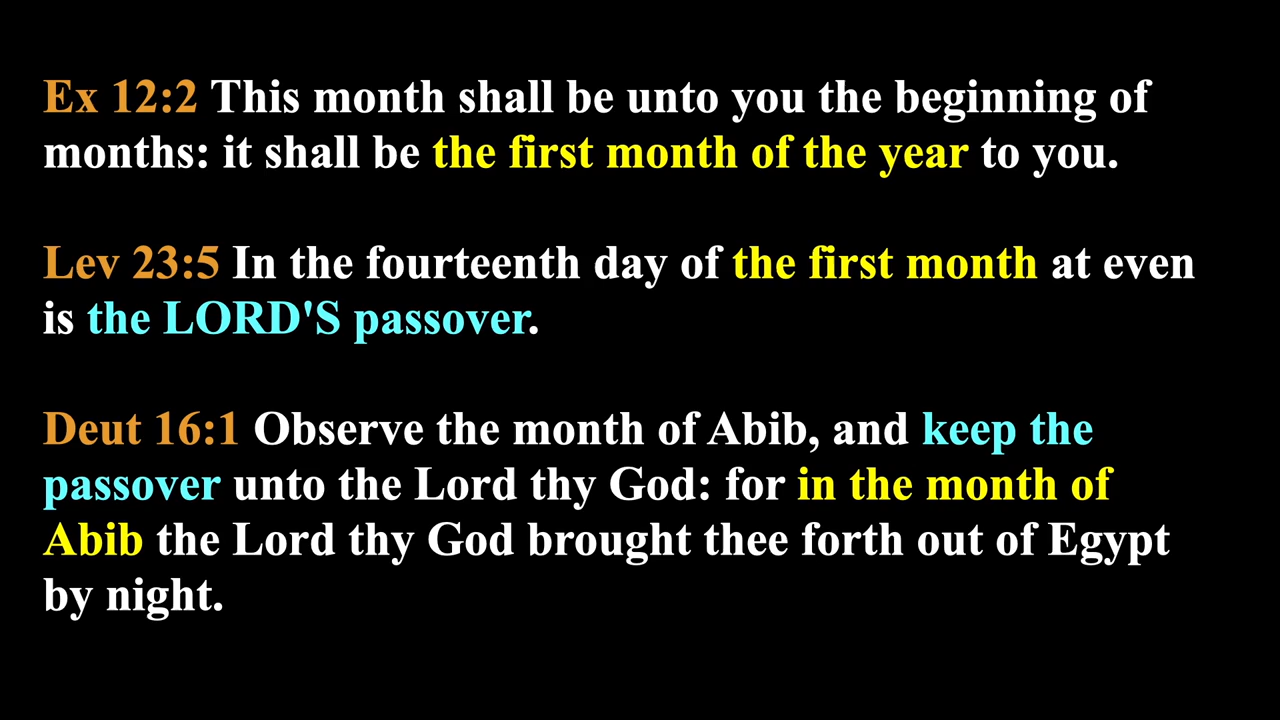 Ex 12:2 This month shall be unto you the beginning of
months: it shall be the first month of the year to you.
Lev 23:5 In the fourteenth day of the first month at even
is the LORD'S passover.
Deut 16:1 Observe the month of Abib, and keep the
passover unto the Lord thy God: for in the month of
Abib the Lord thy God brought thee forth out of Egypt
by night.